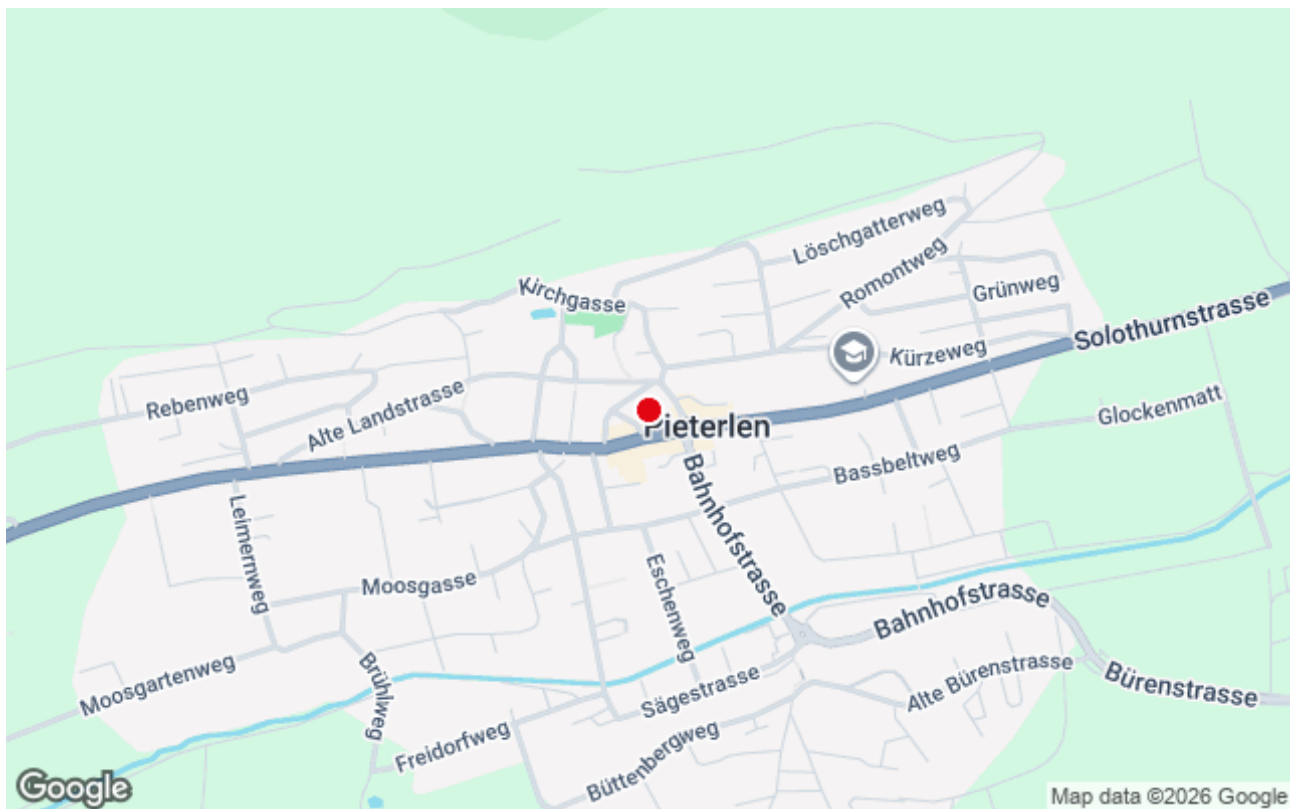 Löschgatterweg
Romontweg
Grünweg
Kirchgasse
Solothurnstrasse
Kürzeweg
Rebenweg
Alte Landstrasse
Glockenmatt
Pieterlen
Bassbeltweg
Leimernweg
Bahnhofstrasse
Moosgasse
Eschenweg
Bahnhofstrasse
Moosgartenweg
Brühlweg
Sägestrasse
Alte Bürenstrasse
Bürenstrasse
Freidorfweg
Büttenbergweg
Google
Map data ©2026 Google